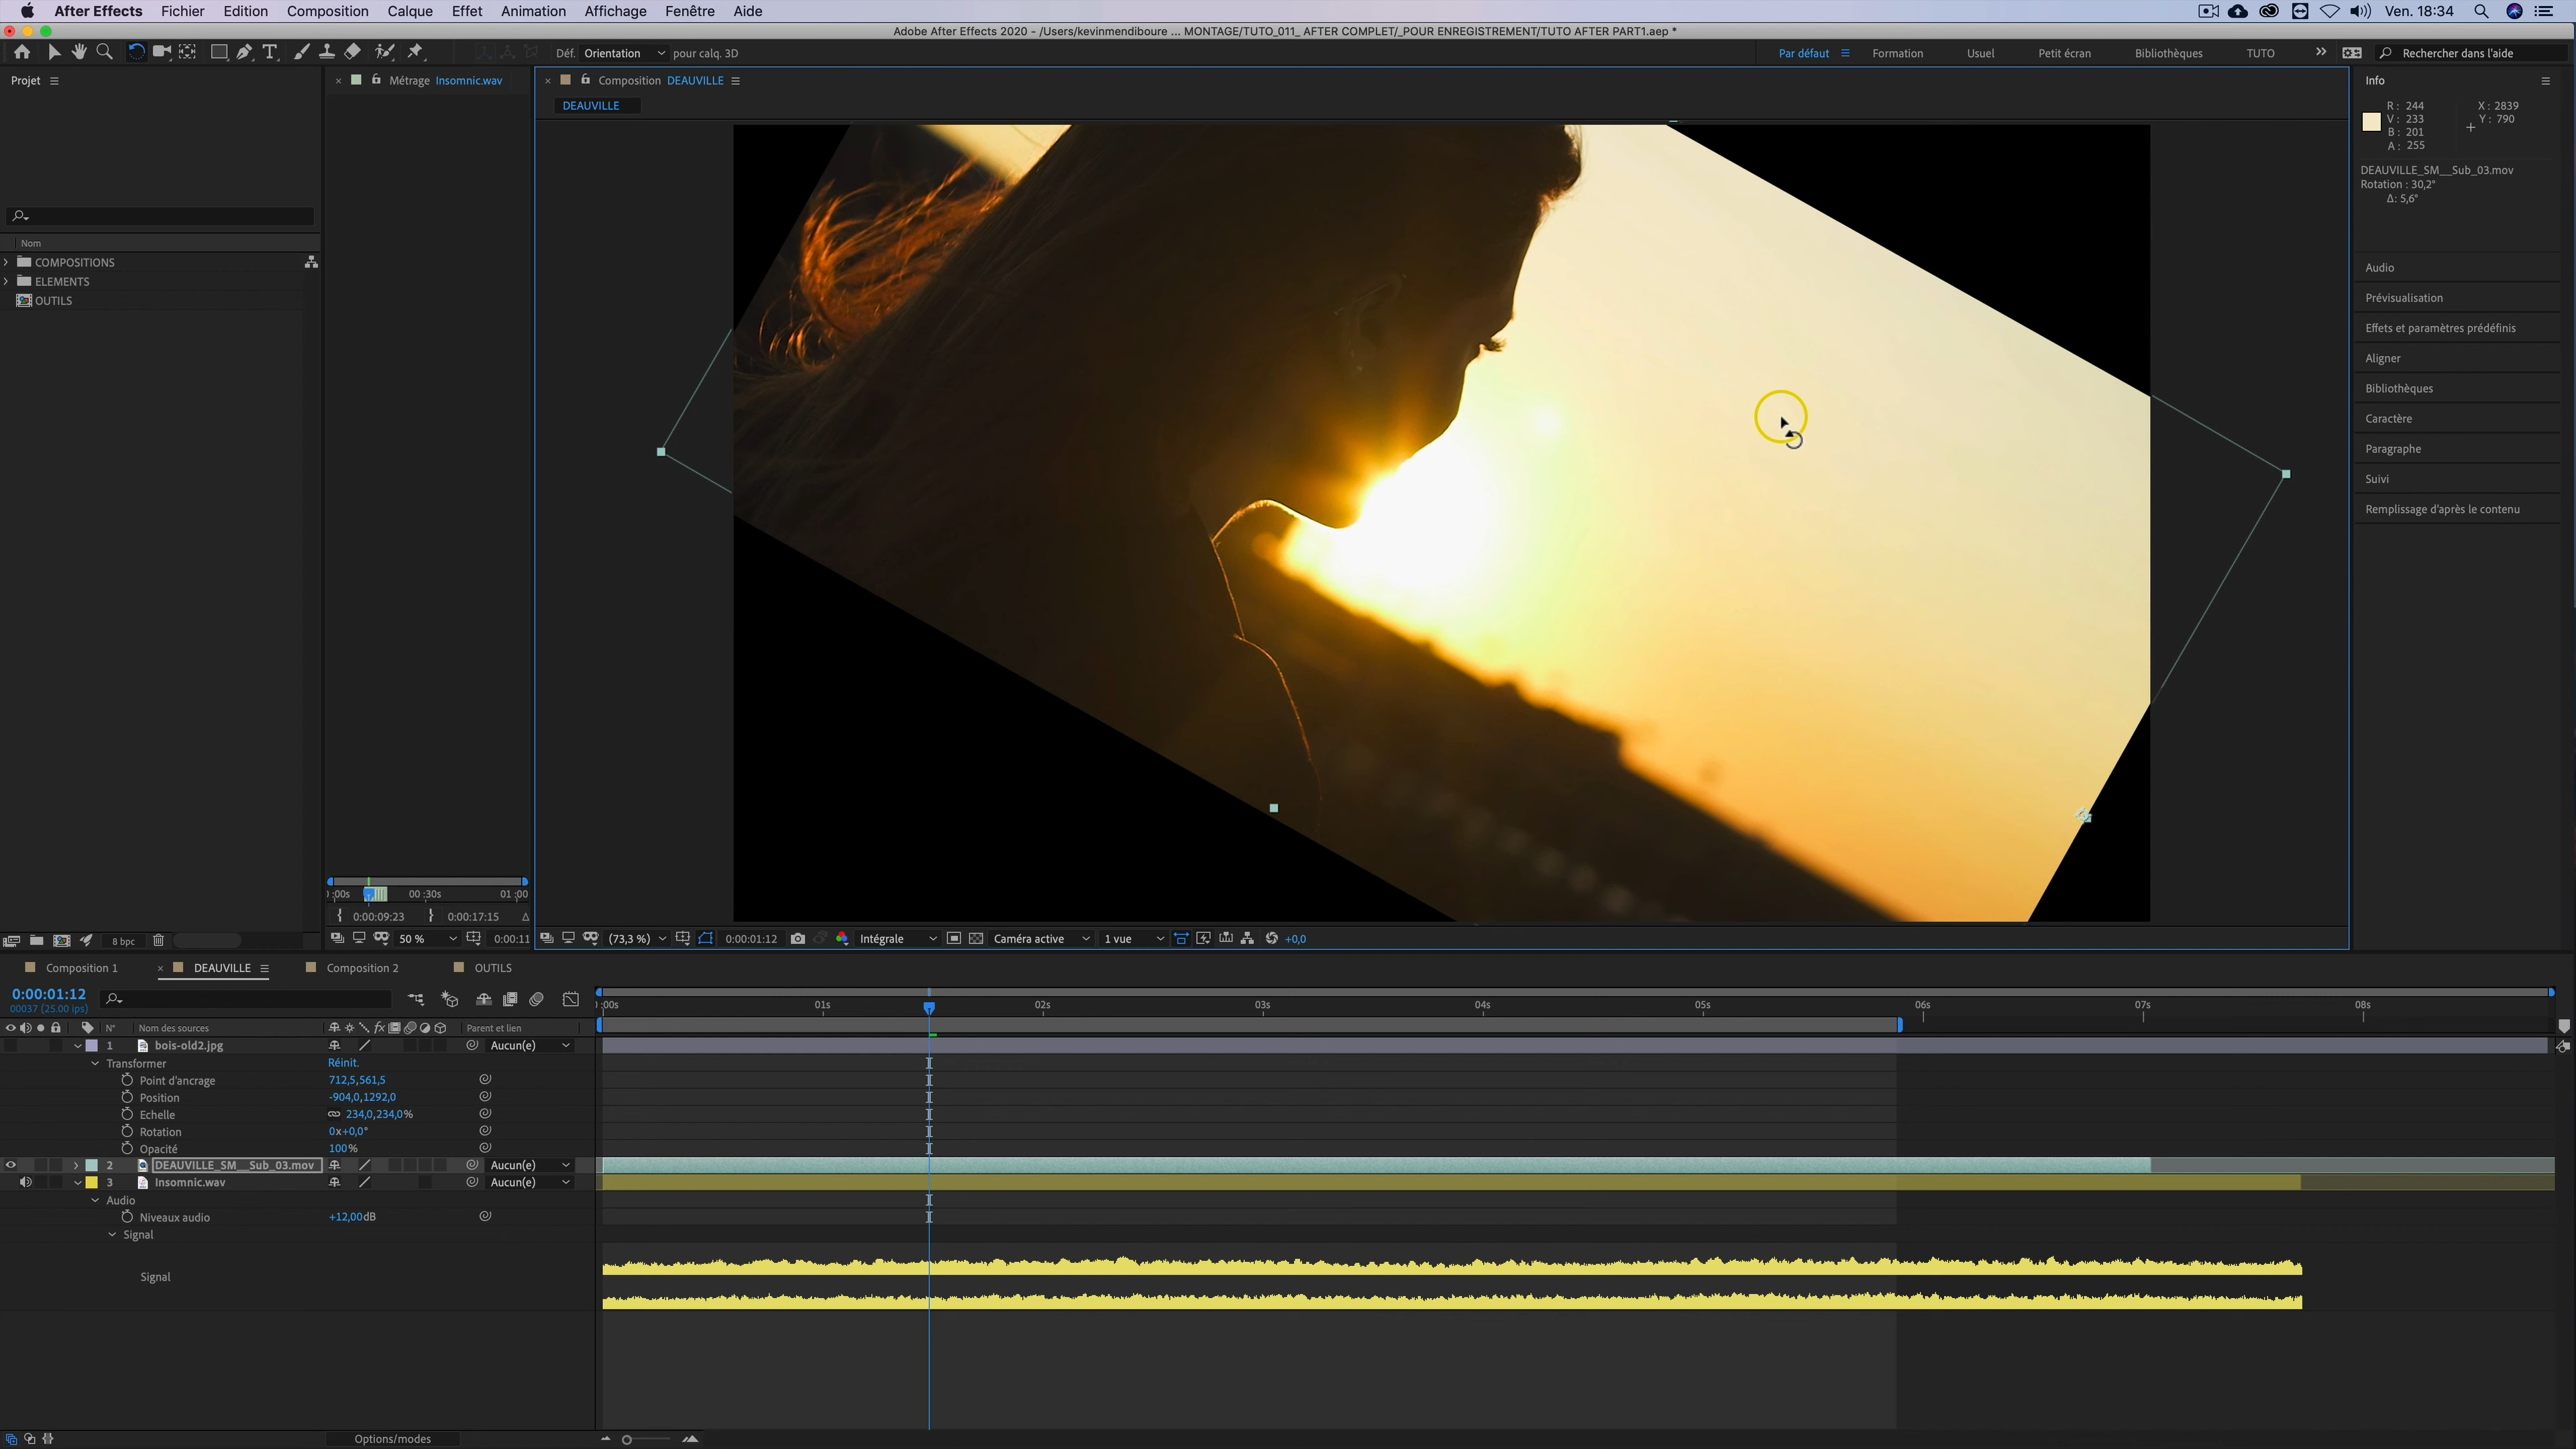 After Effects Fichier Edition Composition Calque Effet Animation Affichage Fenêtre Aide Ven. 18:34
Adobe After Effects 2020 - /Users/kevinmendiboure ... MONTAGE/TUTO_011_ AFTER COMPLET/_POUR ENREGISTREMENT/TUTO AFTER PART1.aep *
Déf. Orientation pour calq. 3D Par défaut Formation Usuel Petit écran Bibliothèques TUTO Rechercher dans l'aide
Projet Métrage Insomnic.wav Composition DEAUVILLE Info
DEAUVILLE
R : 244 X : 2839
V : 233 Y : 790
B : 201
A : 255
DEAUVILLE_SM__Sub_03.mov
Rotation : 30,2°
Δ: 5,6°
Nom
COMPOSITIONS
ELEMENTS
OUTILS
Audio
Prévisualisation
Effets et paramètres prédéfinis
Aligner
Bibliothèques
Caractère
Paragraphe
Suivi
Remplissage d'après le contenu
:00s 00:30s 01:00
{ 0:00:09:23 } 0:00:17:15 Δ
8 bpc 50 % 0:00:11 (73,3 %) 0:00:01:12 Intégrale Caméra active 1 vue +0,0
Composition 1 DEAUVILLE Composition 2 OUTILS
0:00:01:12
00037 (25.00 ips)
:00s 01s 02s 03s 04s 05s 06s 07s 08s
N° Nom des sources fx Parent et lien
1 bois-old2.jpg Aucun(e)
Transformer Réinit.
Point d'ancrage 712,5,561,5
Position -904,0,1292,0
Echelle 234,0,234,0%
Rotation 0x+0,0°
Opacité 100%
2 DEAUVILLE_SM__Sub_03.mov Aucun(e)
3 Insomnic.wav Aucun(e)
Audio
Niveaux audio +12,00dB
Signal
Signal
Options/modes